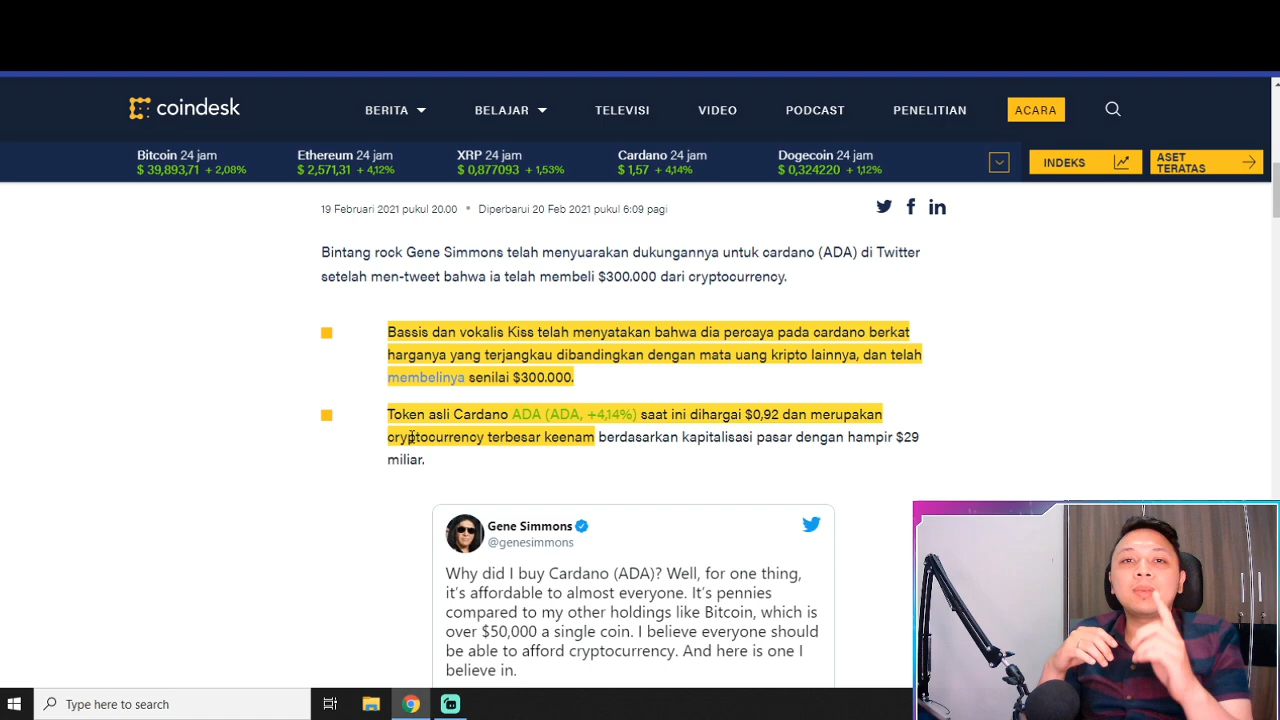 coindesk
BERITA
BELAJAR
TELEVISI
VIDEO
PODCAST
PENELITIAN
ACARA
Bitcoin 24 jam
$ 39,893,71 + 2,08%
Ethereum 24 jam
$ 2,571,31 + 4,12%
XRP 24 jam
$ 0,877093 + 1,53%
Cardano 24 jam
$ 1,57 + 4,14%
Dogecoin 24 jam
$ 0,324220 + 1,12%
INDEKS
ASET
TERATAS
19 Februari 2021 pukul 20.00 • Diperbarui 20 Feb 2021 pukul 6:09 pagi
Bintang rock Gene Simmons telah menyuarakan dukungannya untuk cardano (ADA) di Twitter
setelah men-tweet bahwa ia telah membeli $300.000 dari cryptocurrency.
Bassis dan vokalis Kiss telah menyatakan bahwa dia percaya pada cardano berkat
harganya yang terjangkau dibandingkan dengan mata uang kripto lainnya, dan telah
membelinya senilai $300.000.
Token asli Cardano ADA (ADA, +4,14%) saat ini dihargai $0,92 dan merupakan
cryptocurrency terbesar keenam berdasarkan kapitalisasi pasar dengan hampir $29
miliar.
Gene Simmons
@genesimmons
Why did I buy Cardano (ADA)? Well, for one thing,
it's affordable to almost everyone. It's pennies
compared to my other holdings like Bitcoin, which is
over $50,000 a single coin. I believe everyone should
be able to afford cryptocurrency. And here is one I
believe in.
Type here to search